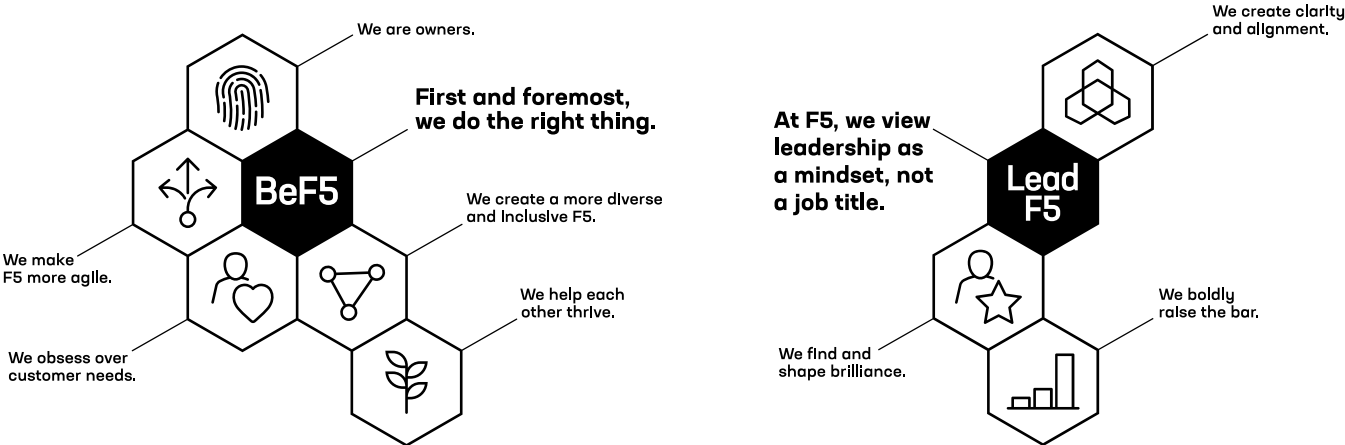 We are owners.
First and foremost,
we do the right thing.
BeF5
We create a more diverse
and inclusive F5.
We make
F5 more agile.
We help each
other thrive.
We obsess over
customer needs.
We create clarity
and alignment.
At F5, we view
leadership as
a mindset, not
a job title.
Lead
F5
We boldly
raise the bar.
We find and
shape brilliance.